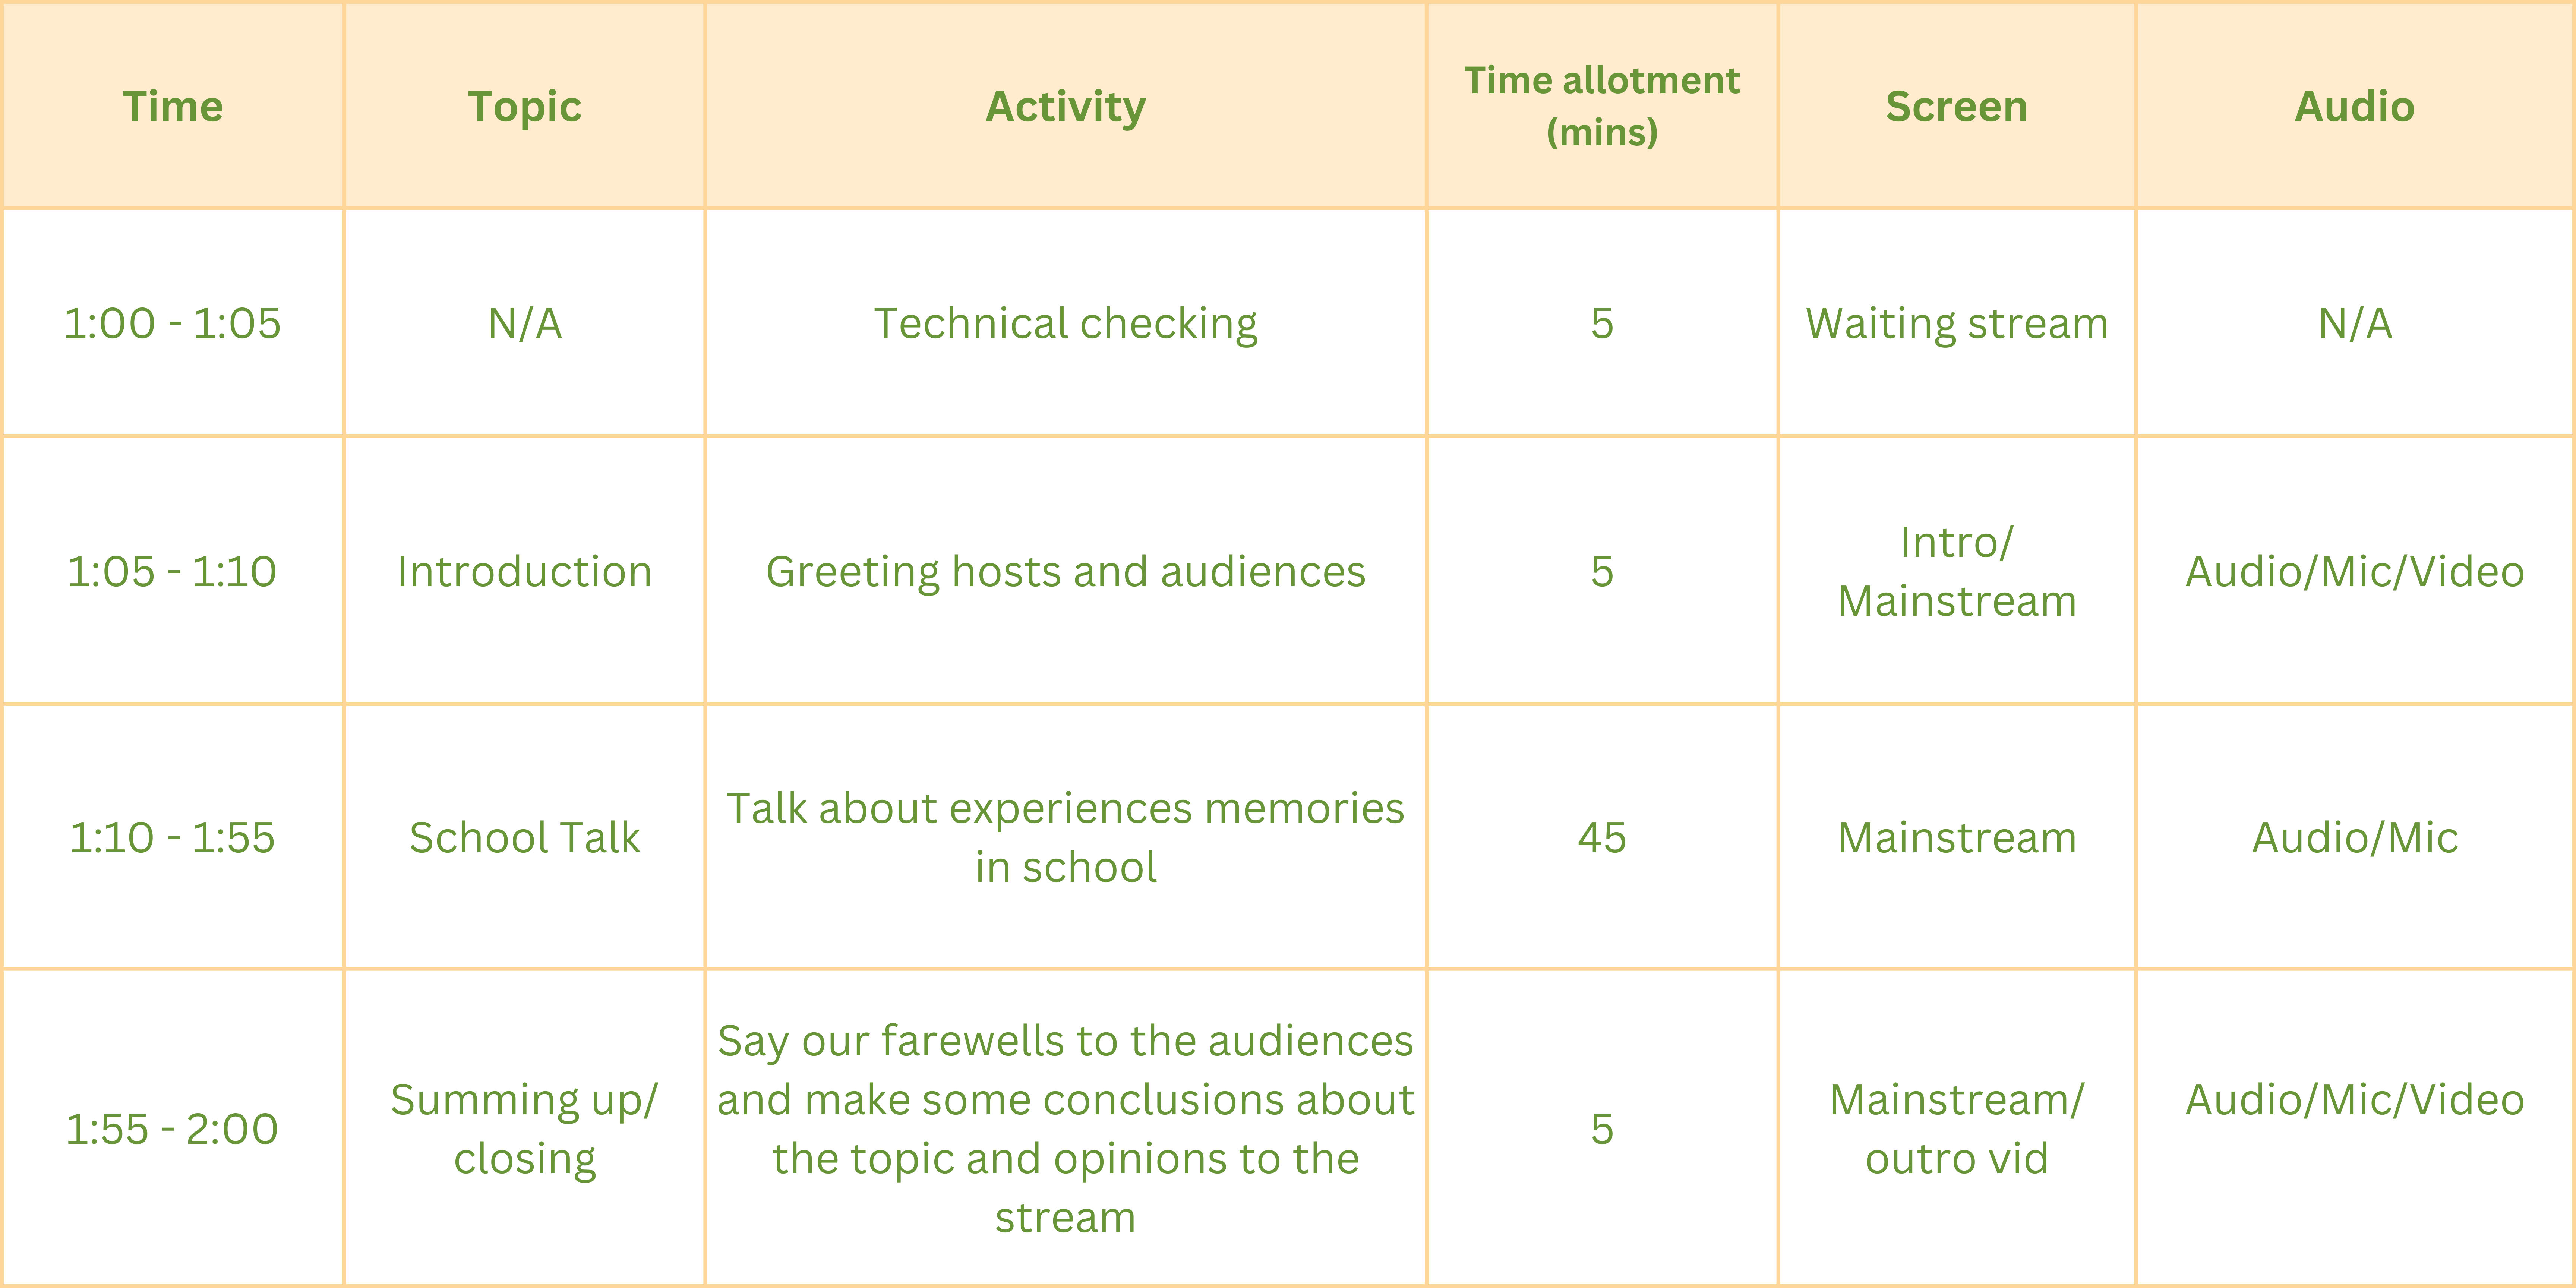 Time
Topic
Activity
Time allotment
(mins)
Screen
Audio
1:00 - 1:05
N/A
Technical checking
5
Waiting stream
N/A
1:05 - 1:10
Introduction
Greeting hosts and audiences
5
Intro/
Mainstream
Audio/Mic/Video
1:10 - 1:55
School Talk
Talk about experiences memories
in school
45
Mainstream
Audio/Mic
1:55 - 2:00
Summing up/
closing
Say our farewells to the audiences
and make some conclusions about
the topic and opinions to the
stream
5
Mainstream/
outro vid
Audio/Mic/Video